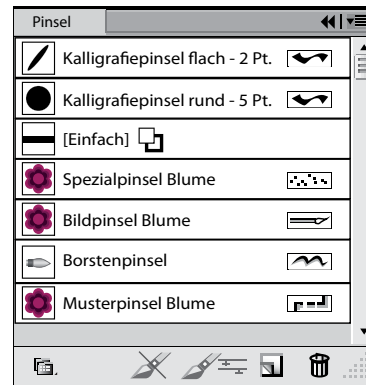 Pinsel
Kalligrafiepinsel flach - 2 Pt.
Kalligrafiepinsel rund - 5 Pt.
[Einfach]
Spezialpinsel Blume
Bildpinsel Blume
Borstenpinsel
Musterpinsel Blume